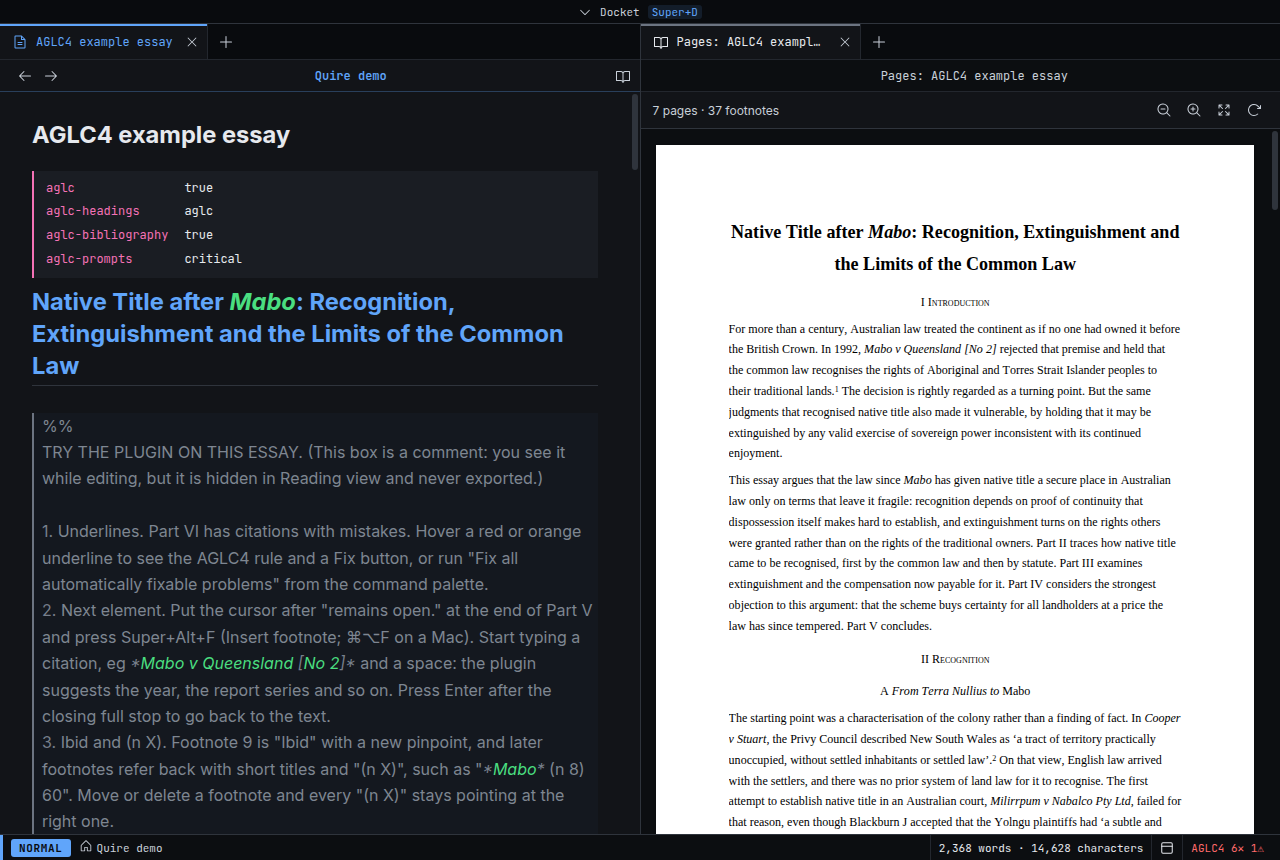 Docket Super+D
AGLC4 example essay
Pages: AGLC4 exampl…
Quire demo
Pages: AGLC4 example essay
AGLC4 example essay
aglc true
aglc-headings aglc
aglc-bibliography true
aglc-prompts critical
Native Title after Mabo: Recognition,
Extinguishment and the Limits of the Common
Law
%%
TRY THE PLUGIN ON THIS ESSAY. (This box is a comment: you see it
while editing, but it is hidden in Reading view and never exported.)
1. Underlines. Part VI has citations with mistakes. Hover a red or orange
underline to see the AGLC4 rule and a Fix button, or run "Fix all
automatically fixable problems" from the command palette.
2. Next element. Put the cursor after "remains open." at the end of Part V
and press Super+Alt+F (Insert footnote; ⌘⌥F on a Mac). Start typing a
citation, eg *Mabo v Queensland [No 2]* and a space: the plugin
suggests the year, the report series and so on. Press Enter after the
closing full stop to go back to the text.
3. Ibid and (n X). Footnote 9 is "Ibid" with a new pinpoint, and later
footnotes refer back with short titles and "(n X)", such as "*Mabo* (n 8)
60". Move or delete a footnote and every "(n X)" stays pointing at the
right one.
7 pages · 37 footnotes
Native Title after Mabo: Recognition, Extinguishment and
the Limits of the Common Law
I Introduction
For more than a century, Australian law treated the continent as if no one had owned it before
the British Crown. In 1992, Mabo v Queensland [No 2] rejected that premise and held that
the common law recognises the rights of Aboriginal and Torres Strait Islander peoples to
their traditional lands.1 The decision is rightly regarded as a turning point. But the same
judgments that recognised native title also made it vulnerable, by holding that it may be
extinguished by any valid exercise of sovereign power inconsistent with its continued
enjoyment.
This essay argues that the law since Mabo has given native title a secure place in Australian
law only on terms that leave it fragile: recognition depends on proof of continuity that
dispossession itself makes hard to establish, and extinguishment turns on the rights others
were granted rather than on the rights of the traditional owners. Part II traces how native title
came to be recognised, first by the common law and then by statute. Part III examines
extinguishment and the compensation now payable for it. Part IV considers the strongest
objection to this argument: that the scheme buys certainty for all landholders at a price the
law has since tempered. Part V concludes.
II Recognition
A From Terra Nullius to Mabo
The starting point was a characterisation of the colony rather than a finding of fact. In Cooper
v Stuart, the Privy Council described New South Wales as ‘a tract of territory practically
unoccupied, without settled inhabitants or settled law’.2 On that view, English law arrived
with the settlers, and there was no prior system of land law for it to recognise. The first
attempt to establish native title in an Australian court, Milirrpum v Nabalco Pty Ltd, failed for
that reason, even though Blackburn J accepted that the Yolngu plaintiffs had ‘a subtle and
NORMAL Quire demo
2,368 words · 14,628 characters
AGLC4 6× 1⚠